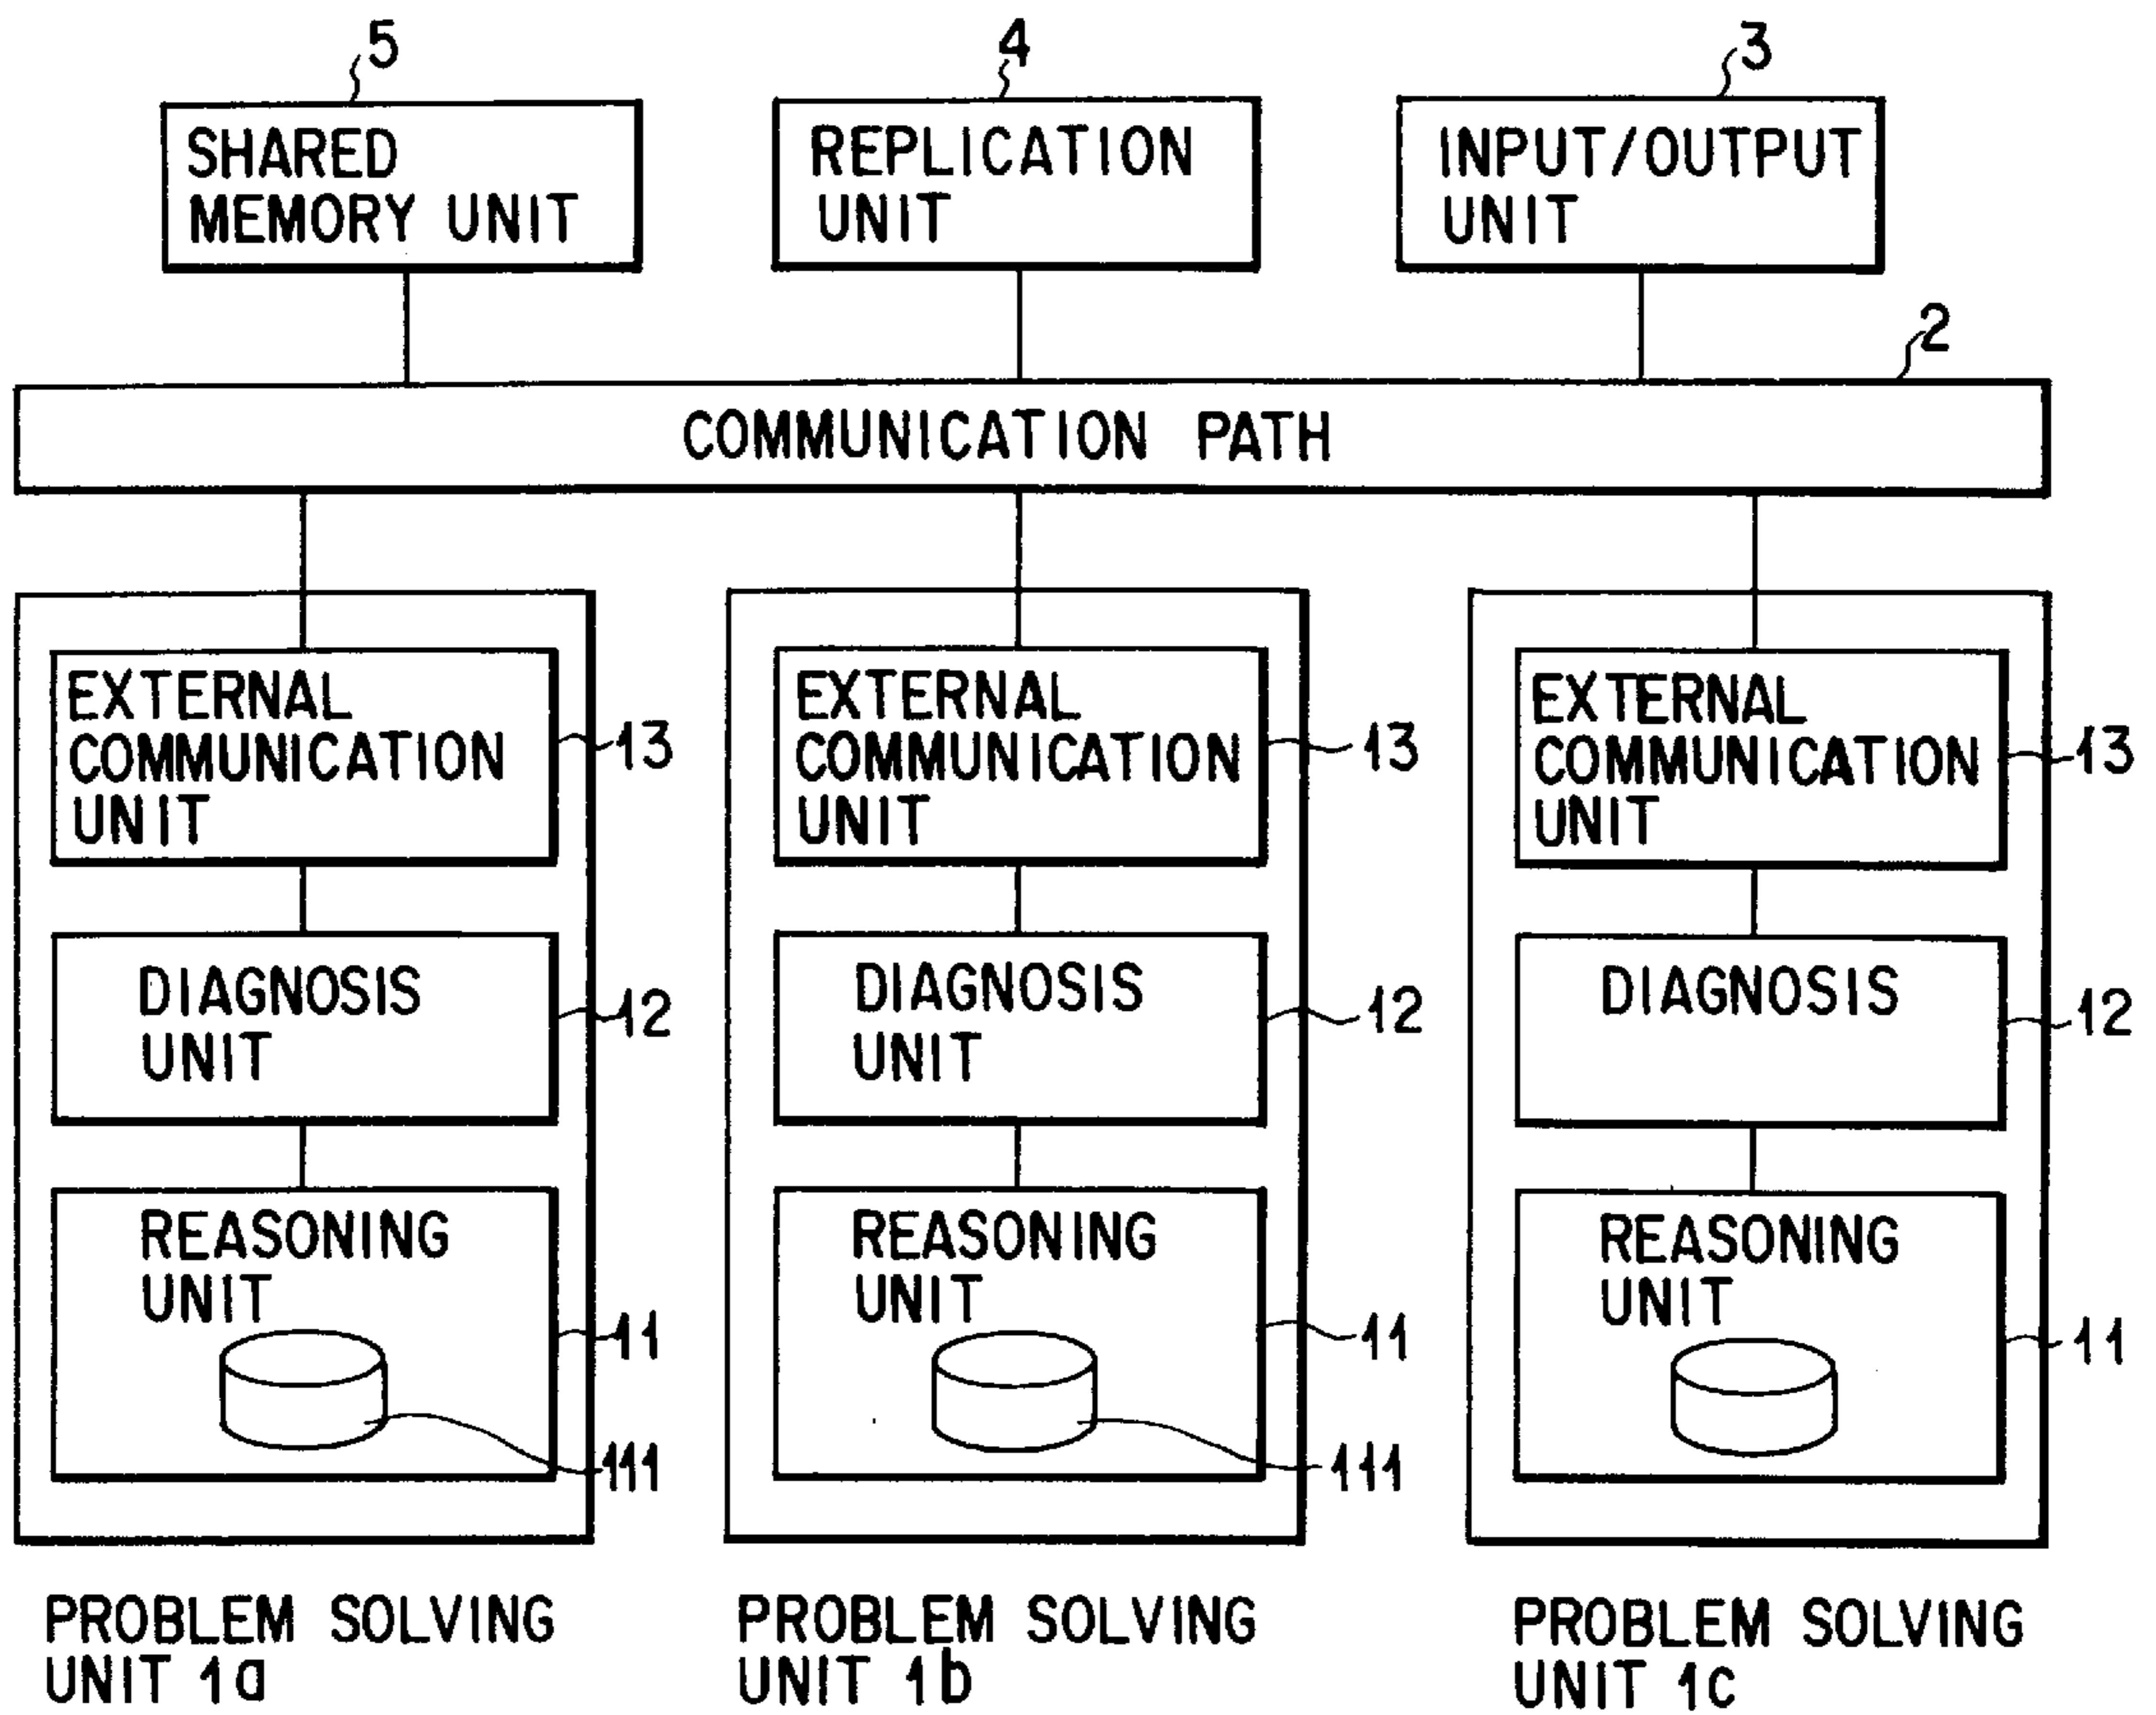 5
4
3
SHARED
MEMORY UNIT
REPLICATION
UNIT
INPUT/OUTPUT
UNIT
2
COMMUNICATION PATH
EXTERNAL
COMMUNICATION
UNIT
13
DIAGNOSIS
UNIT
12
REASONING
UNIT
11
111
PROBLEM SOLVING
UNIT 1a
EXTERNAL
COMMUNICATION
UNIT
13
DIAGNOSIS
UNIT
12
REASONING
UNIT
11
111
PROBLEM SOLVING
UNIT 1b
EXTERNAL
COMMUNICATION
UNIT
13
DIAGNOSIS
12
REASONING
UNIT
11
PROBLEM SOLVING
UNIT 1c